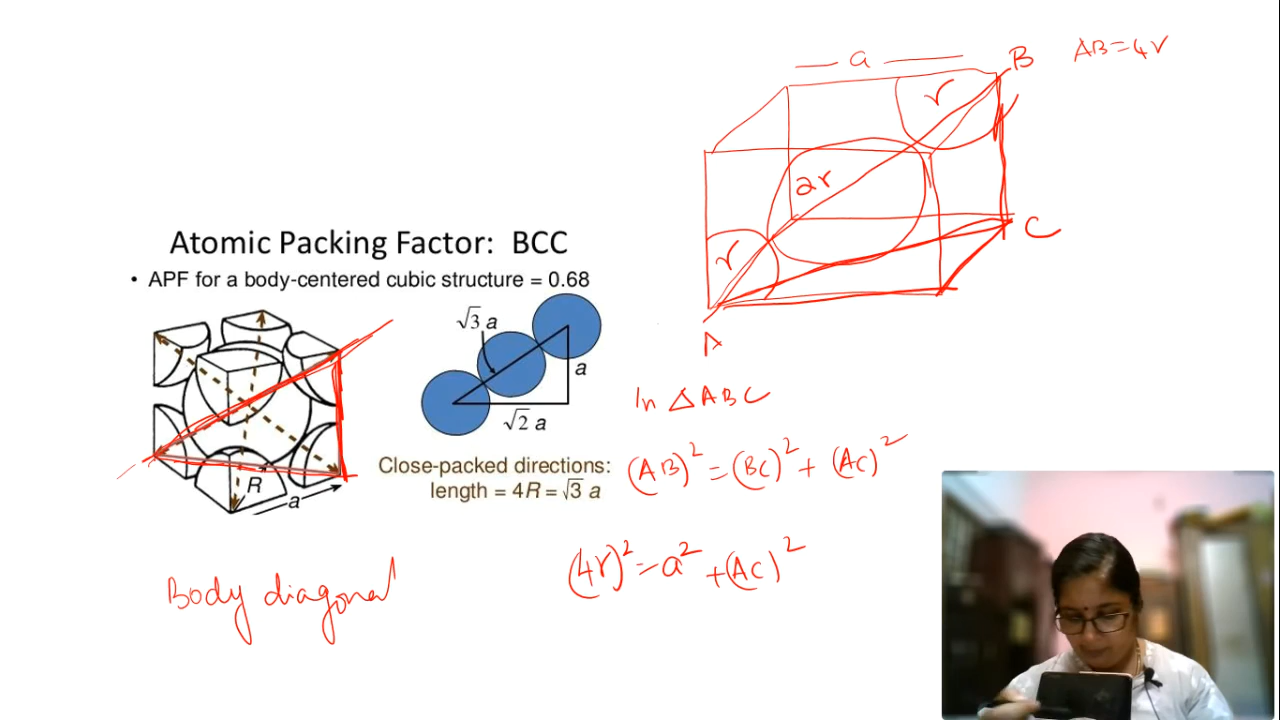 a
B
AB=4r
r
2r
r
C
A
Atomic Packing Factor: BCC
• APF for a body-centered cubic structure = 0.68
√3 a
a
√2 a
R
a
Close-packed directions:
length = 4R = √3 a
Body diagonal
In △ABC
(AB)² = (BC)² + (AC)²
(4r)² = a² + (AC)²